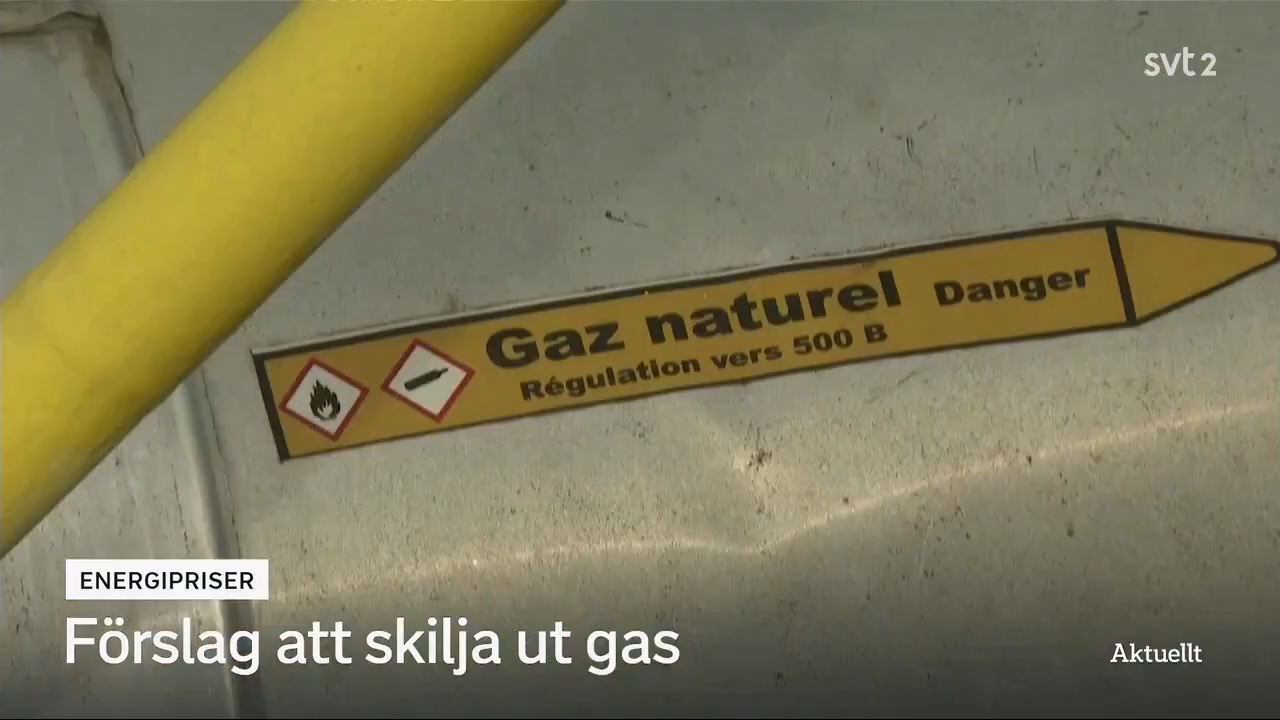 svt2
Gaz naturel Danger
Régulation vers 500 B
ENERGIPRISER
Förslag att skilja ut gas
Aktuellt